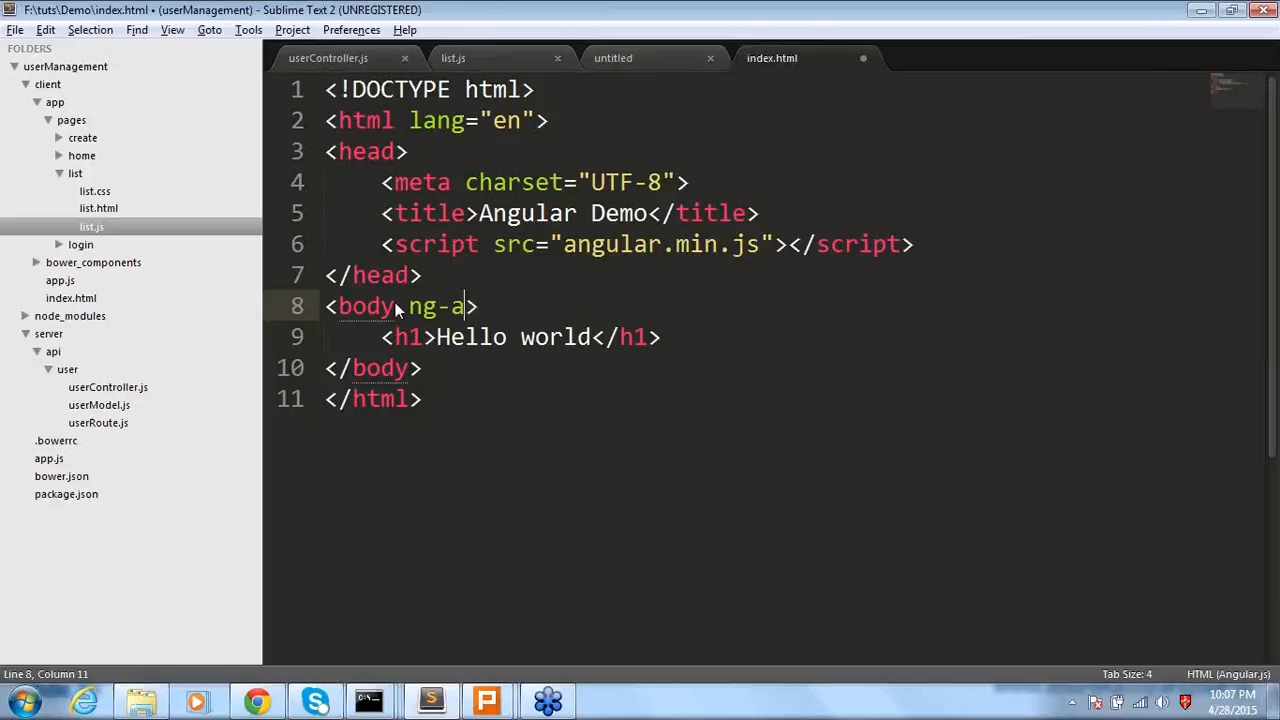 F:\tuts\Demo\index.html • (userManagement) - Sublime Text 2 (UNREGISTERED)
File Edit Selection Find View Goto Tools Project Preferences Help
FOLDERS
userManagement
client
app
pages
create
home
list
list.css
list.html
list.js
login
bower_components
app.js
index.html
node_modules
server
api
user
userController.js
userModel.js
userRoute.js
.bowerrc
app.js
bower.json
package.json
userController.js × list.js × untitled × index.html
1 <!DOCTYPE html>
2 <html lang="en">
3 <head>
4 <meta charset="UTF-8">
5 <title>Angular Demo</title>
6 <script src="angular.min.js"></script>
7 </head>
8 <body ng-a>
9 <h1>Hello world</h1>
10 </body>
11 </html>
Line 8, Column 11 Tab Size: 4 HTML (Angular.js)
10:07 PM
4/28/2015